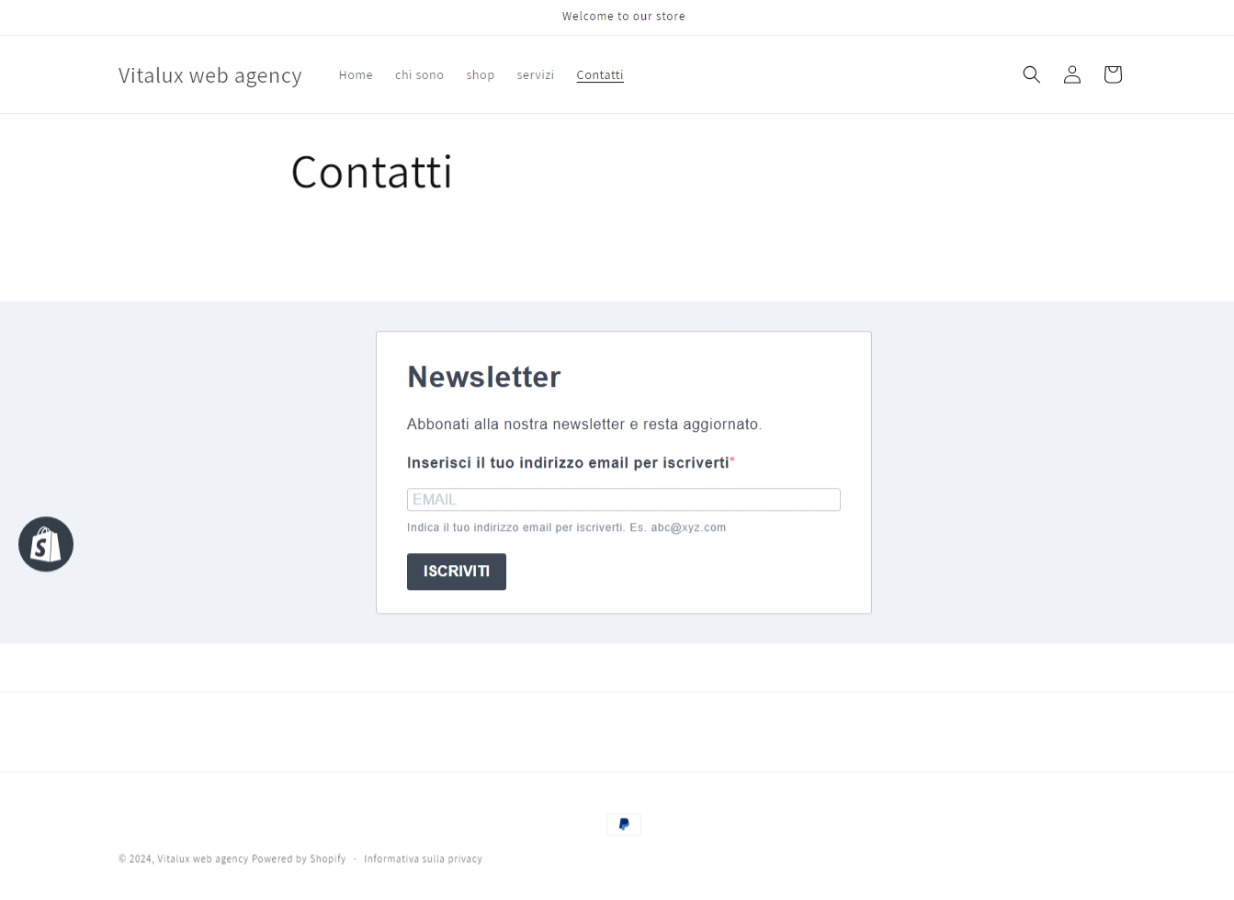 Welcome to our store
Vitalux web agency
Home chi sono shop servizi Contatti
Contatti
Newsletter
Abbonati alla nostra newsletter e resta aggiornato.
Inserisci il tuo indirizzo email per iscriverti*
EMAIL
Indica il tuo indirizzo email per iscriverti. Es. abc@xyz.com
ISCRIVITI
S
© 2024, Vitalux web agency Powered by Shopify · Informativa sulla privacy